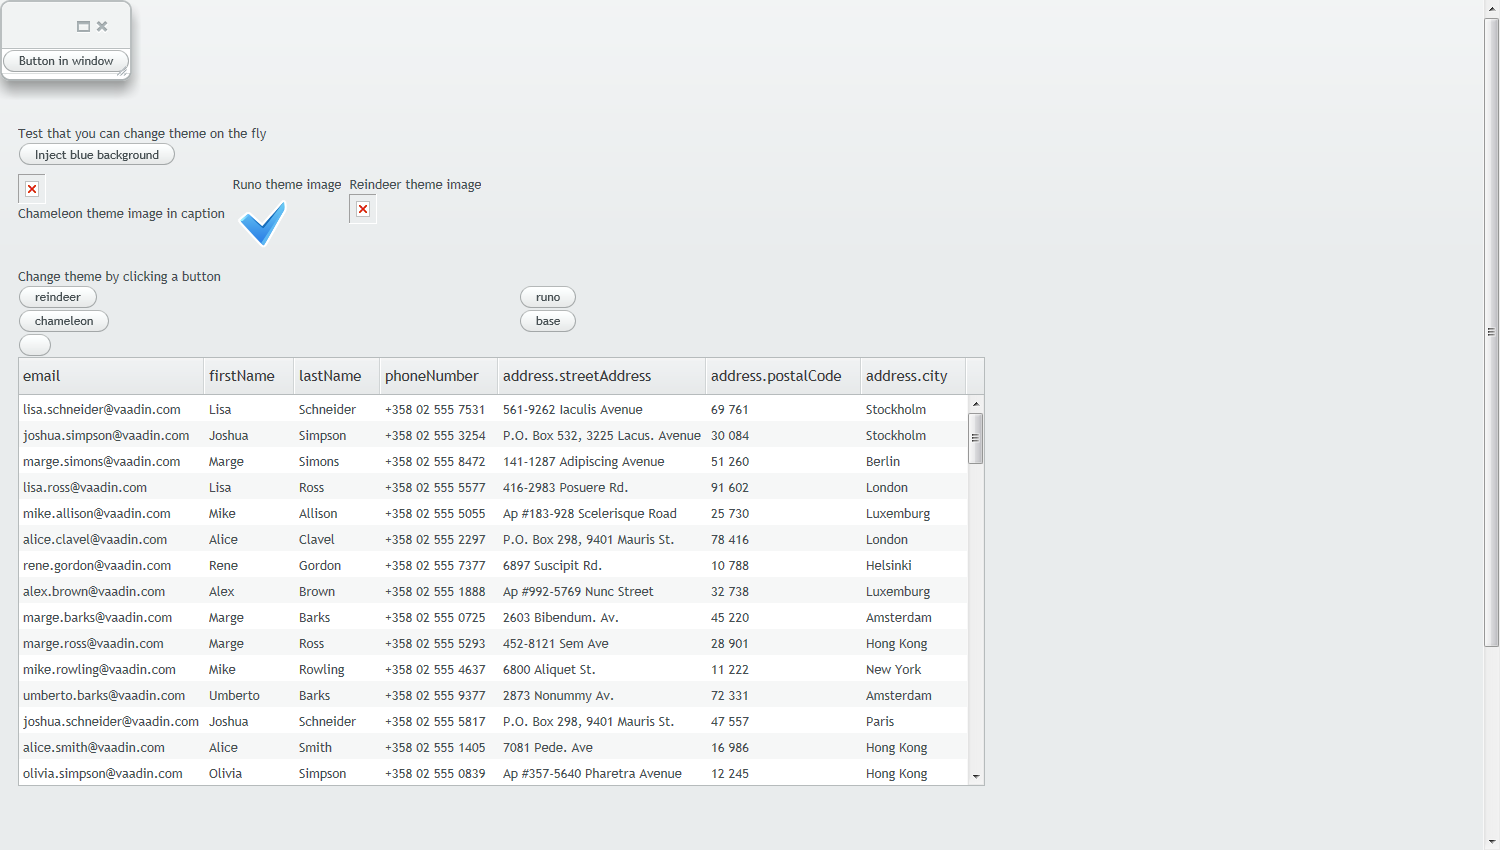 Button in window
Test that you can change theme on the fly
Inject blue background
Chameleon theme image in caption
Runo theme image
Reindeer theme image
Change theme by clicking a button
reindeer runo
chameleon base
email firstName lastName phoneNumber address.streetAddress address.postalCode address.city
lisa.schneider@vaadin.com Lisa Schneider +358 02 555 7531 561-9262 Iaculis Avenue 69 761 Stockholm
joshua.simpson@vaadin.com Joshua Simpson +358 02 555 3254 P.O. Box 532, 3225 Lacus. Avenue 30 084 Stockholm
marge.simons@vaadin.com Marge Simons +358 02 555 8472 141-1287 Adipiscing Avenue 51 260 Berlin
lisa.ross@vaadin.com Lisa Ross +358 02 555 5577 416-2983 Posuere Rd. 91 602 London
mike.allison@vaadin.com Mike Allison +358 02 555 5055 Ap #183-928 Scelerisque Road 25 730 Luxemburg
alice.clavel@vaadin.com Alice Clavel +358 02 555 2297 P.O. Box 298, 9401 Mauris St. 78 416 London
rene.gordon@vaadin.com Rene Gordon +358 02 555 7377 6897 Suscipit Rd. 10 788 Helsinki
alex.brown@vaadin.com Alex Brown +358 02 555 1888 Ap #992-5769 Nunc Street 32 738 Luxemburg
marge.barks@vaadin.com Marge Barks +358 02 555 0725 2603 Bibendum. Av. 45 220 Amsterdam
marge.ross@vaadin.com Marge Ross +358 02 555 5293 452-8121 Sem Ave 28 901 Hong Kong
mike.rowling@vaadin.com Mike Rowling +358 02 555 4637 6800 Aliquet St. 11 222 New York
umberto.barks@vaadin.com Umberto Barks +358 02 555 9377 2873 Nonummy Av. 72 331 Amsterdam
joshua.schneider@vaadin.com Joshua Schneider +358 02 555 5817 P.O. Box 298, 9401 Mauris St. 47 557 Paris
alice.smith@vaadin.com Alice Smith +358 02 555 1405 7081 Pede. Ave 16 986 Hong Kong
olivia.simpson@vaadin.com Olivia Simpson +358 02 555 0839 Ap #357-5640 Pharetra Avenue 12 245 Hong Kong